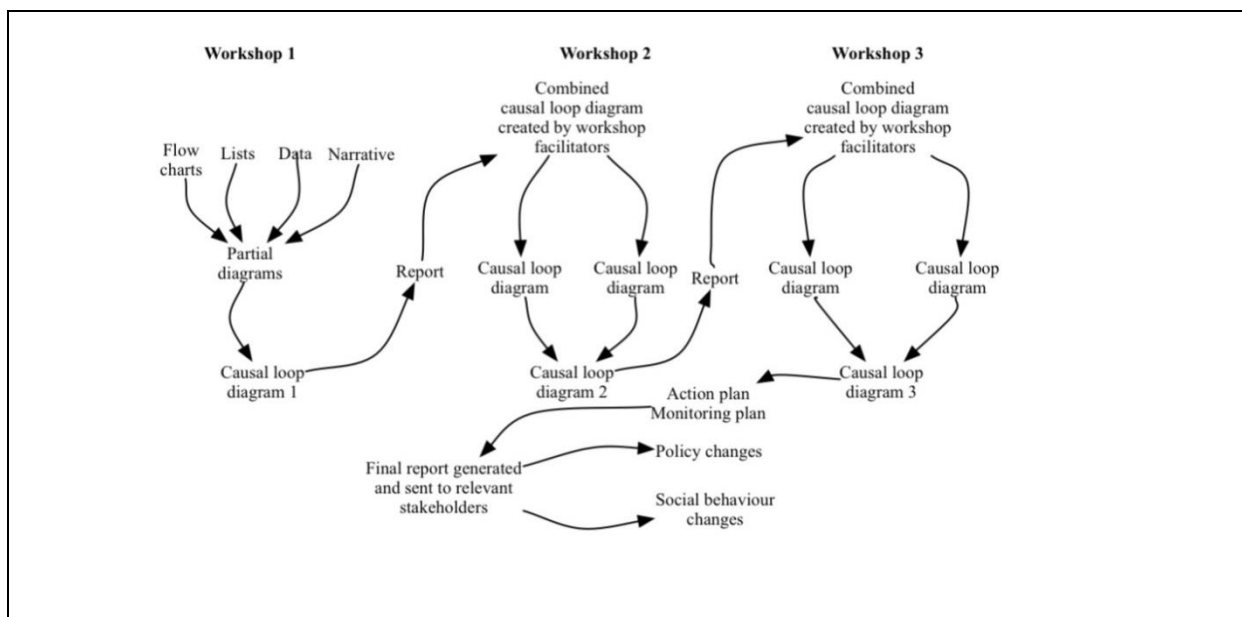 Workshop 1
Workshop 2
Workshop 3
Flow
charts
Lists
Data
Narrative
Partial
diagrams
Causal loop
diagram 1
Report
Combined
causal loop diagram
created by workshop
facilitators
Causal loop
diagram
Causal loop
diagram
Causal loop
diagram 2
Report
Combined
causal loop diagram
created by workshop
facilitators
Causal loop
diagram
Causal loop
diagram
Causal loop
diagram 3
Action plan
Monitoring plan
Final report generated
and sent to relevant
stakeholders
Policy changes
Social behaviour
changes